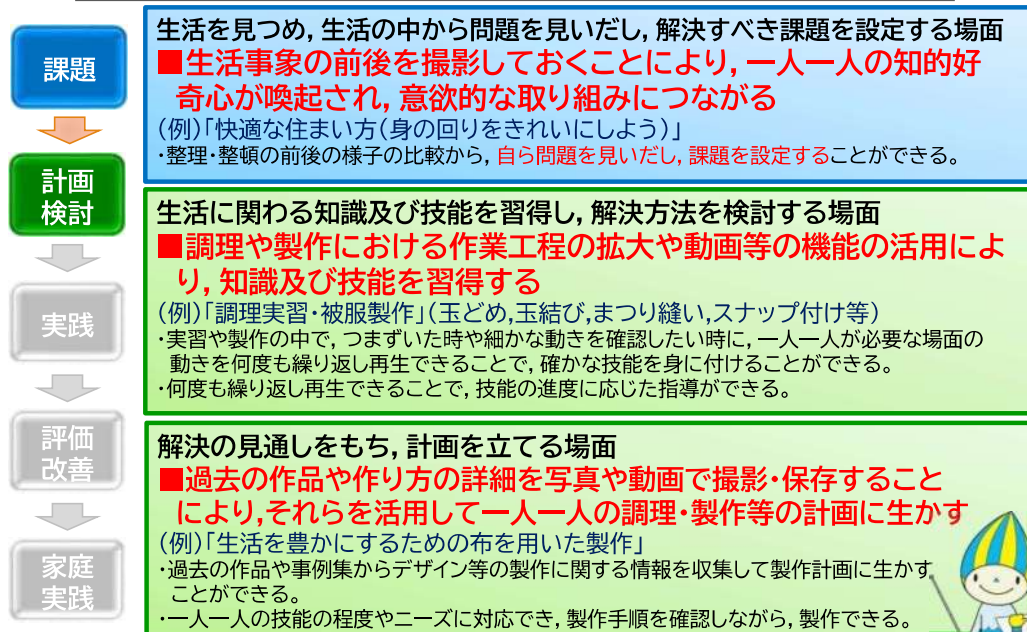 課題
生活を見つめ，生活の中から問題を見いだし，解決すべき課題を設定する場面
■生活事象の前後を撮影しておくことにより，一人一人の知的好
奇心が喚起され，意欲的な取り組みにつながる
(例)「快適な住まい方(身の回りをきれいにしよう)」
・整理・整頓の前後の様子の比較から，自ら問題を見いだし，課題を設定することができる。
計画
検討
生活に関わる知識及び技能を習得し，解決方法を検討する場面
■調理や製作における作業工程の拡大や動画等の機能の活用によ
り，知識及び技能を習得する
(例)「調理実習・被服製作」(玉どめ,玉結び,まつり縫い,スナップ付け等)
・実習や製作の中で，つまずいた時や細かな動きを確認したい時に，一人一人が必要な場面の
動きを何度も繰り返し再生できることで，確かな技能を身に付けることができる。
・何度も繰り返し再生できることで，技能の進度に応じた指導ができる。
実践
評価
改善
家庭
実践
解決の見通しをもち，計画を立てる場面
■過去の作品や作り方の詳細を写真や動画で撮影・保存すること
により,それらを活用して一人一人の調理・製作等の計画に生かす
(例)「生活を豊かにするための布を用いた製作」
・過去の作品や事例集からデザイン等の製作に関する情報を収集して製作計画に生かす
ことができる。
・一人一人の技能の程度やニーズに対応でき，製作手順を確認しながら，製作できる。